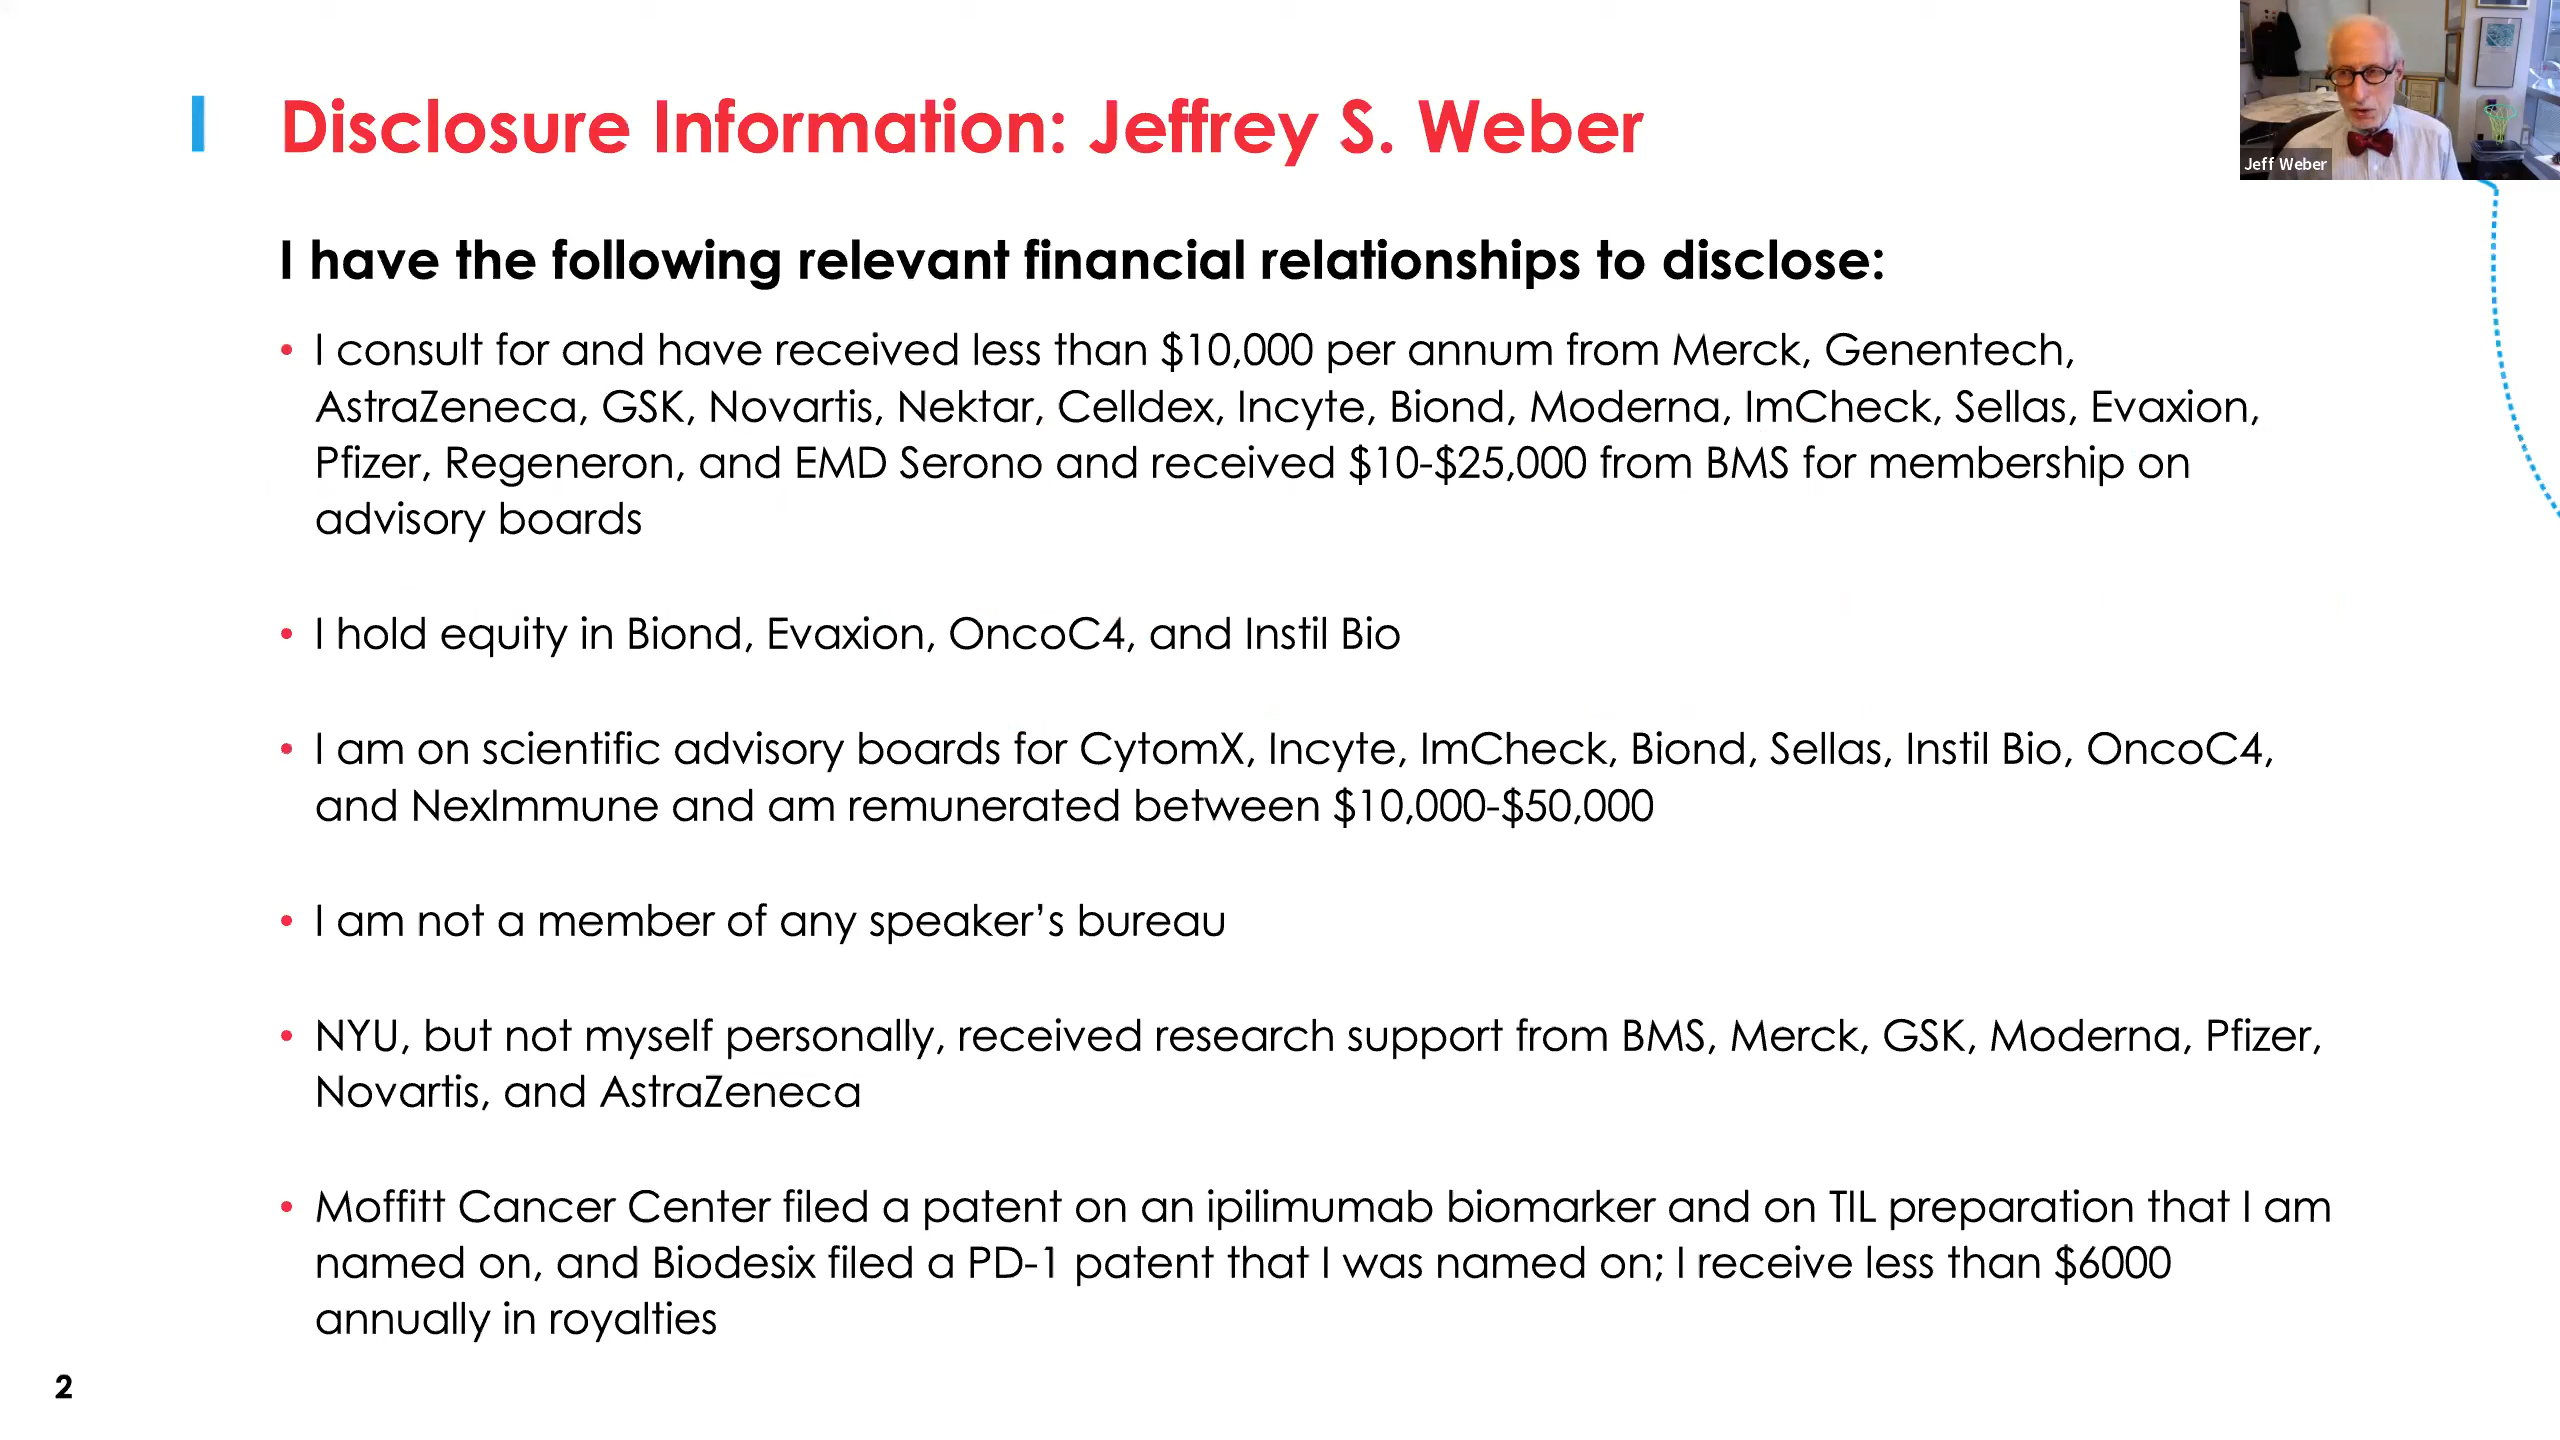 Disclosure Information: Jeffrey S. Weber
Jeff Weber
I have the following relevant financial relationships to disclose:
• I consult for and have received less than $10,000 per annum from Merck, Genentech,
AstraZeneca, GSK, Novartis, Nektar, Celldex, Incyte, Biond, Moderna, ImCheck, Sellas, Evaxion,
Pfizer, Regeneron, and EMD Serono and received $10-$25,000 from BMS for membership on
advisory boards
• I hold equity in Biond, Evaxion, OncoC4, and Instil Bio
• I am on scientific advisory boards for CytomX, Incyte, ImCheck, Biond, Sellas, Instil Bio, OncoC4,
and NexImmune and am remunerated between $10,000-$50,000
• I am not a member of any speaker’s bureau
• NYU, but not myself personally, received research support from BMS, Merck, GSK, Moderna, Pfizer,
Novartis, and AstraZeneca
• Moffitt Cancer Center filed a patent on an ipilimumab biomarker and on TIL preparation that I am
named on, and Biodesix filed a PD-1 patent that I was named on; I receive less than $6000
annually in royalties
2